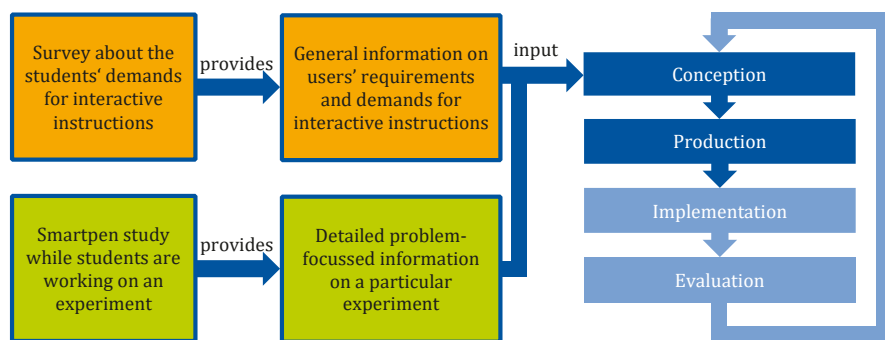 Survey about the
students‘ demands
for interactive
instructions
provides
General information on
users’ requirements
and demands for
interactive instructions
input
Conception
Production
Implementation
Evaluation
Smartpen study
while students are
working on an
experiment
provides
Detailed problem-
focussed information
on a particular
experiment